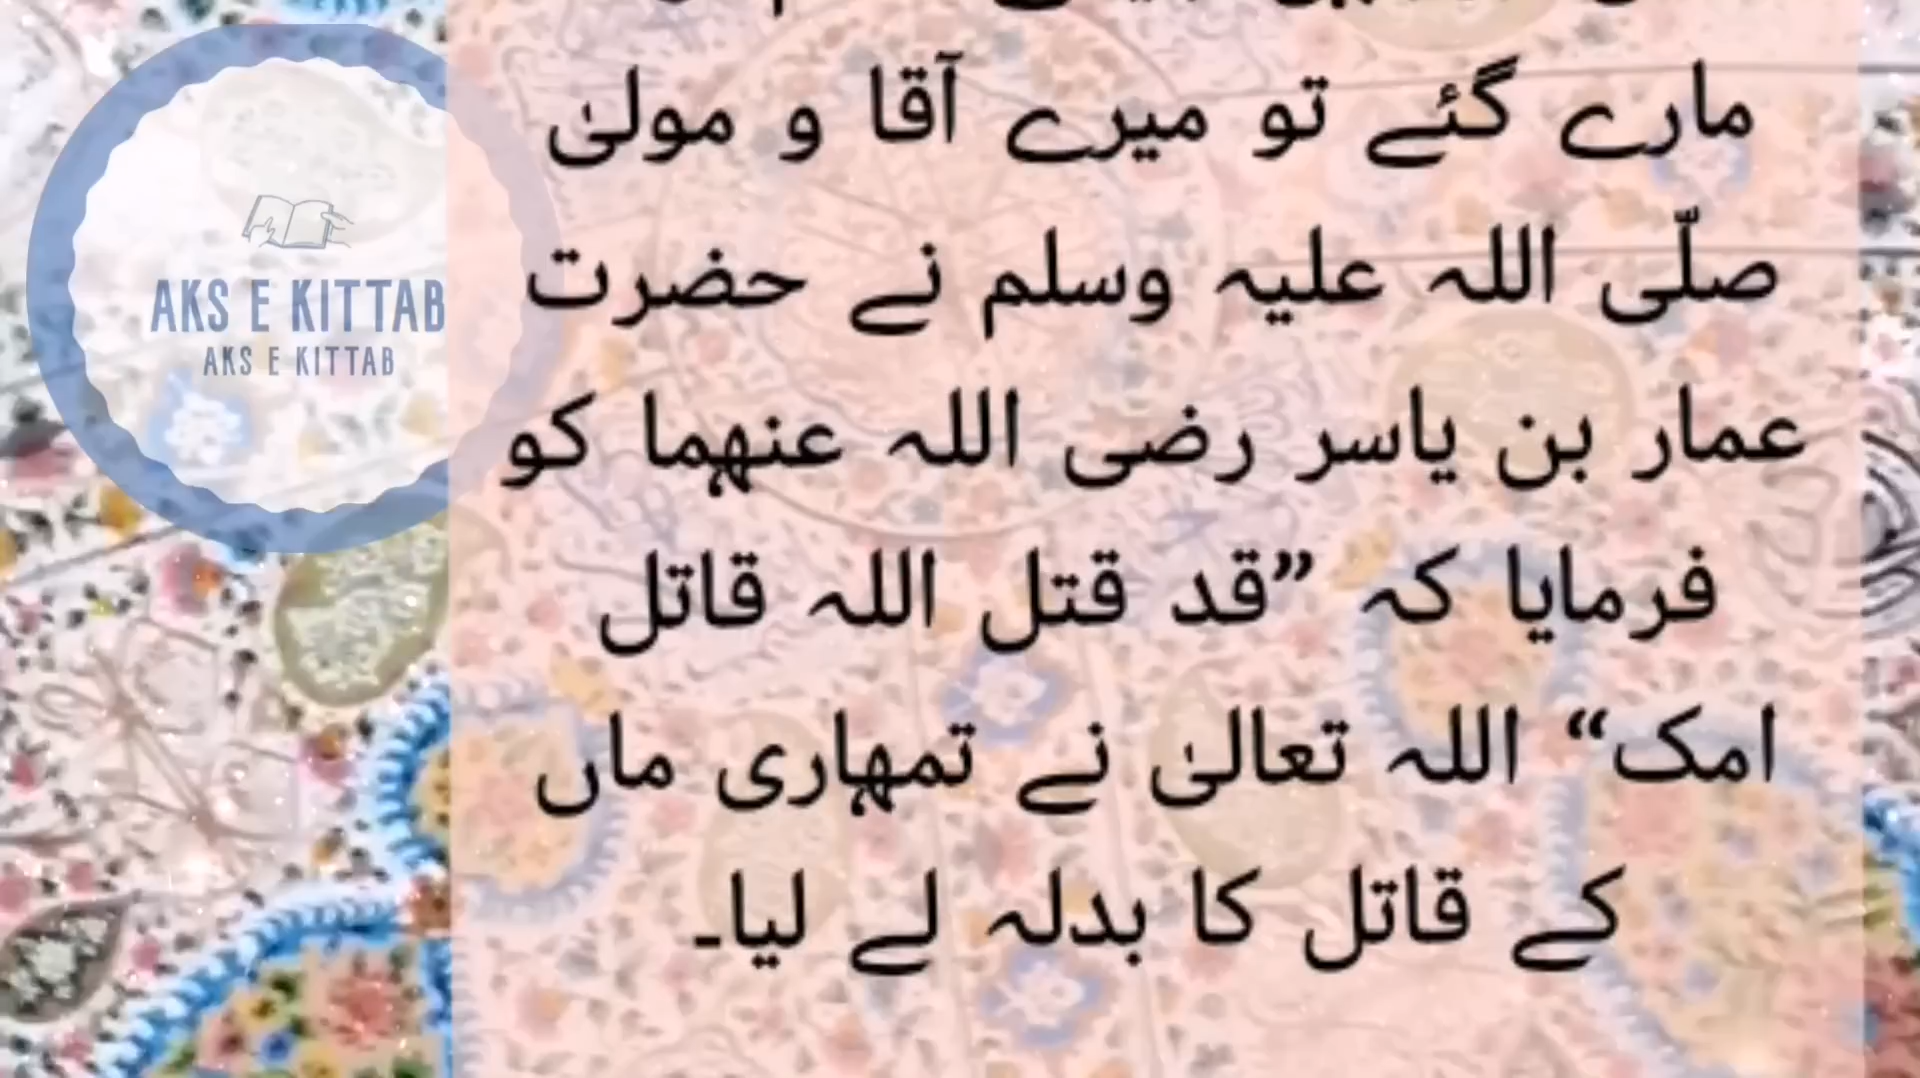 مارے گئے تو میرے آقا و مولیٰ
صلّی اللہ علیہ وسلم نے حضرت
عمار بن یاسر رضی اللہ عنہما کو
فرمایا کہ ”قد قتل اللہ قاتل
امک“ اللہ تعالیٰ نے تمہاری ماں
کے قاتل کا بدلہ لے لیا۔
AKS E KITTAB
AKS E KITTAB